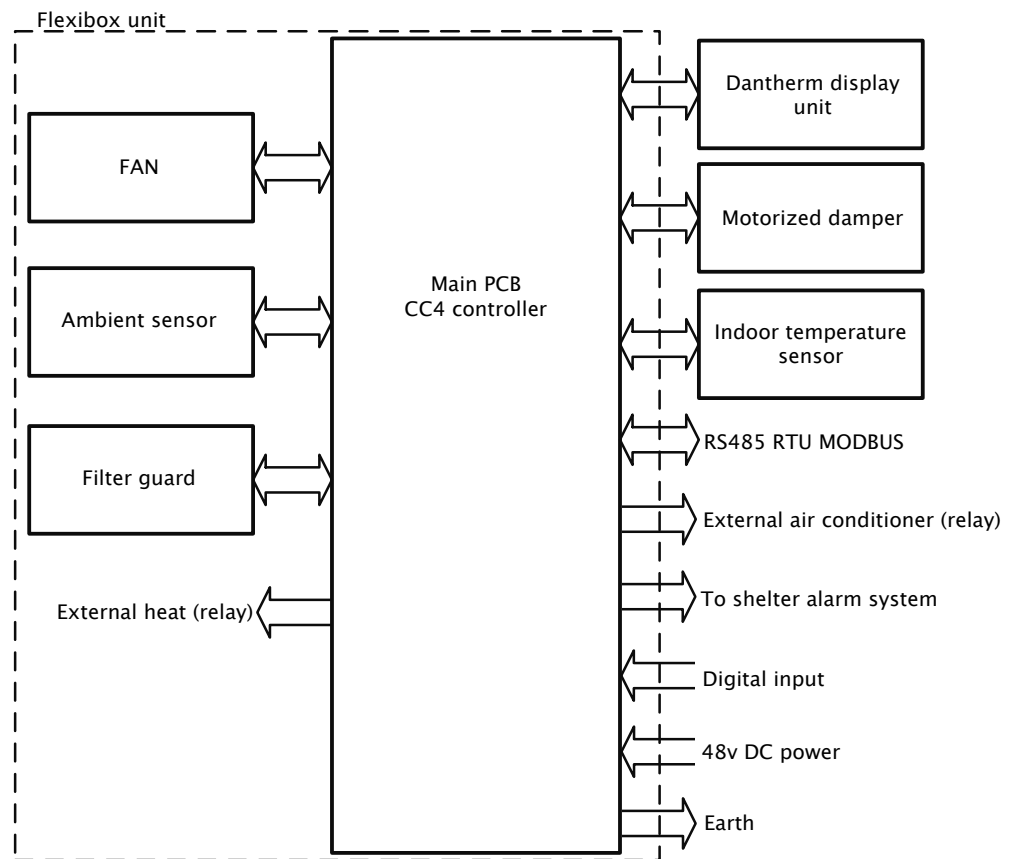 Flexibox unit
FAN
Ambient sensor
Filter guard
External heat (relay)
Main PCB
CC4 controller
Dantherm display
unit
Motorized damper
Indoor temperature
sensor
RS485 RTU MODBUS
External air conditioner (relay)
To shelter alarm system
Digital input
48v DC power
Earth